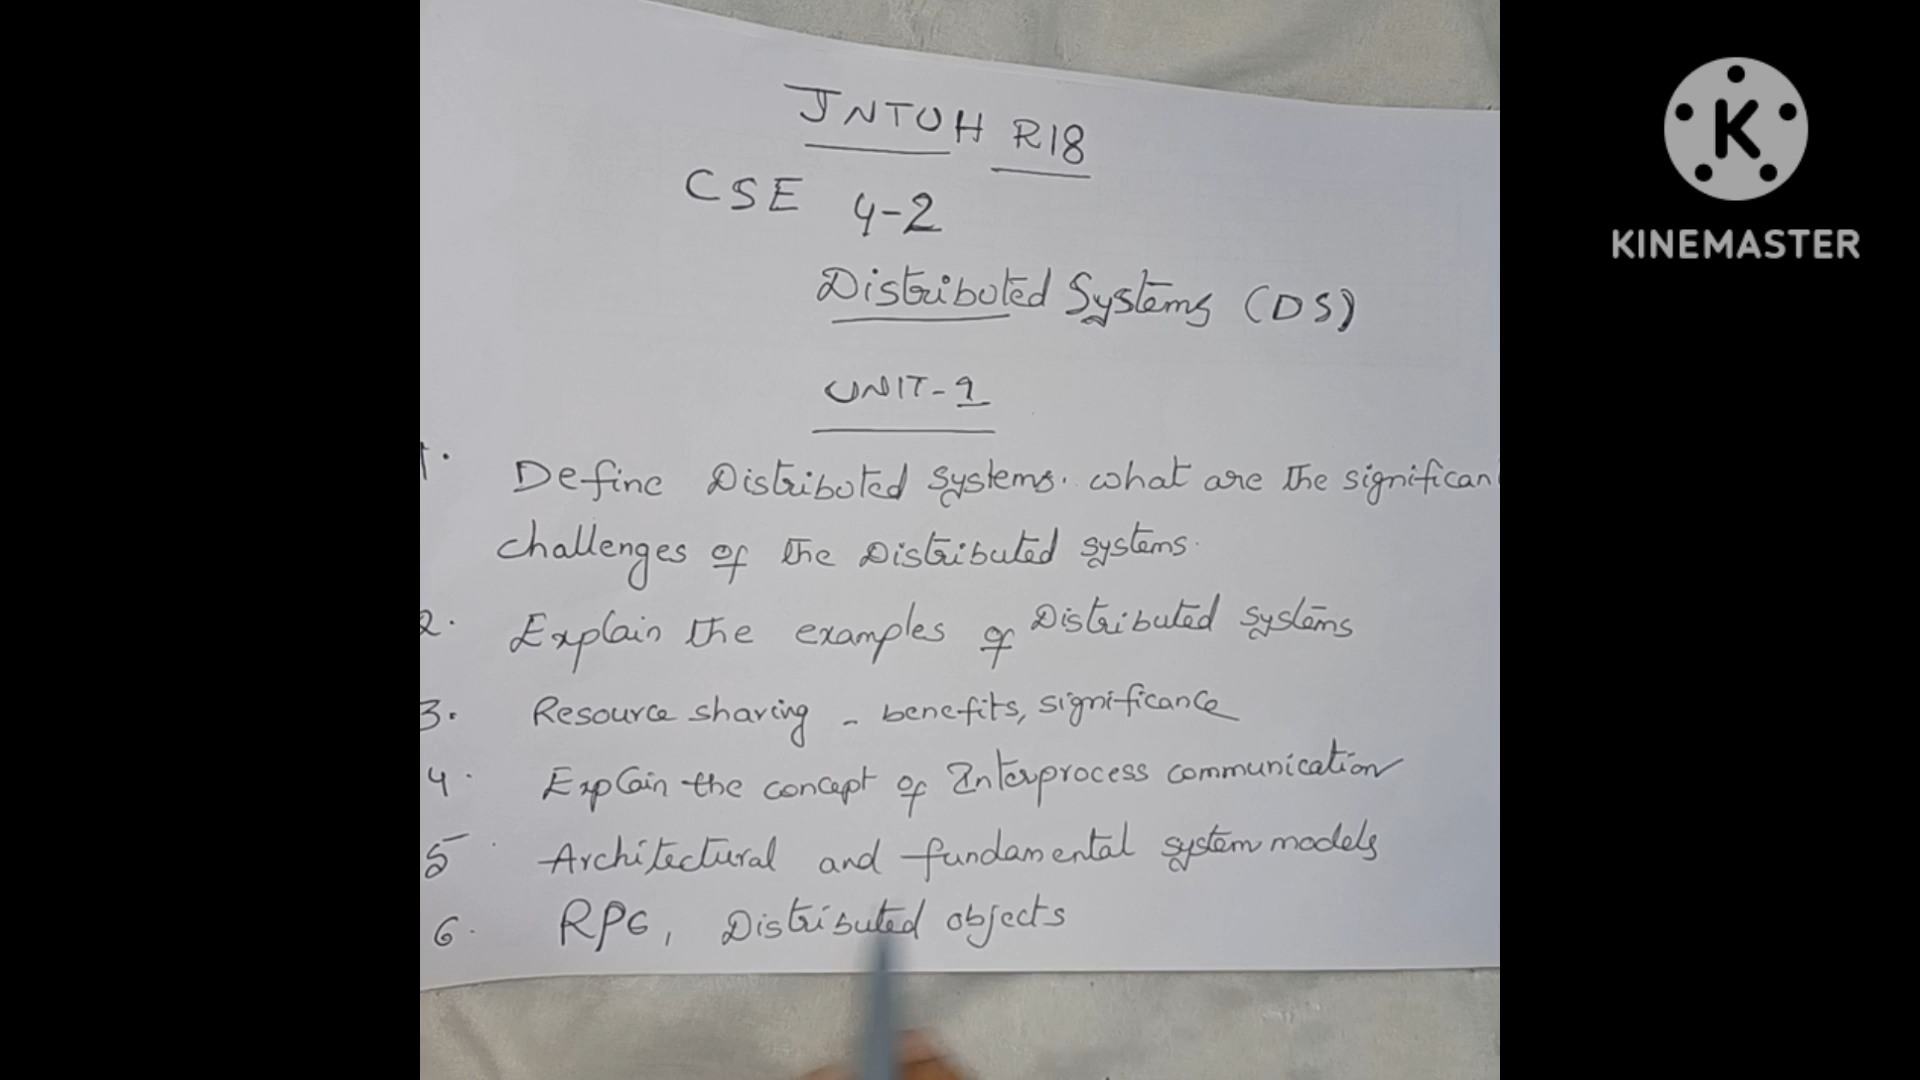 JNTUH R18
CSE 4-2
Distributed Systems (DS)
UNIT-1
1. Define Distributed Systems. what are the significan
challenges of the Distributed systems.
2. Explain the examples of Distributed systems
3. Resource sharing - benefits, significance
4. Explain the concept of Interprocess communication
5 Architectural and fundamental system models
6. RPC, Distributed objects
K
KINEMASTER